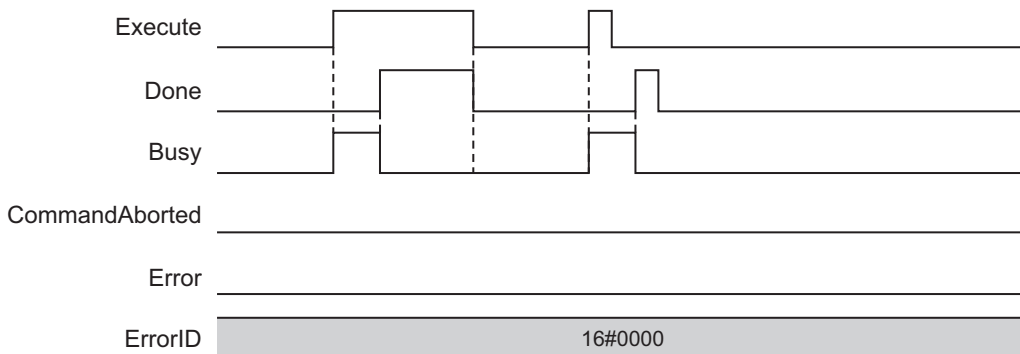 Execute
Done
Busy
CommandAborted
Error
ErrorID
16#0000